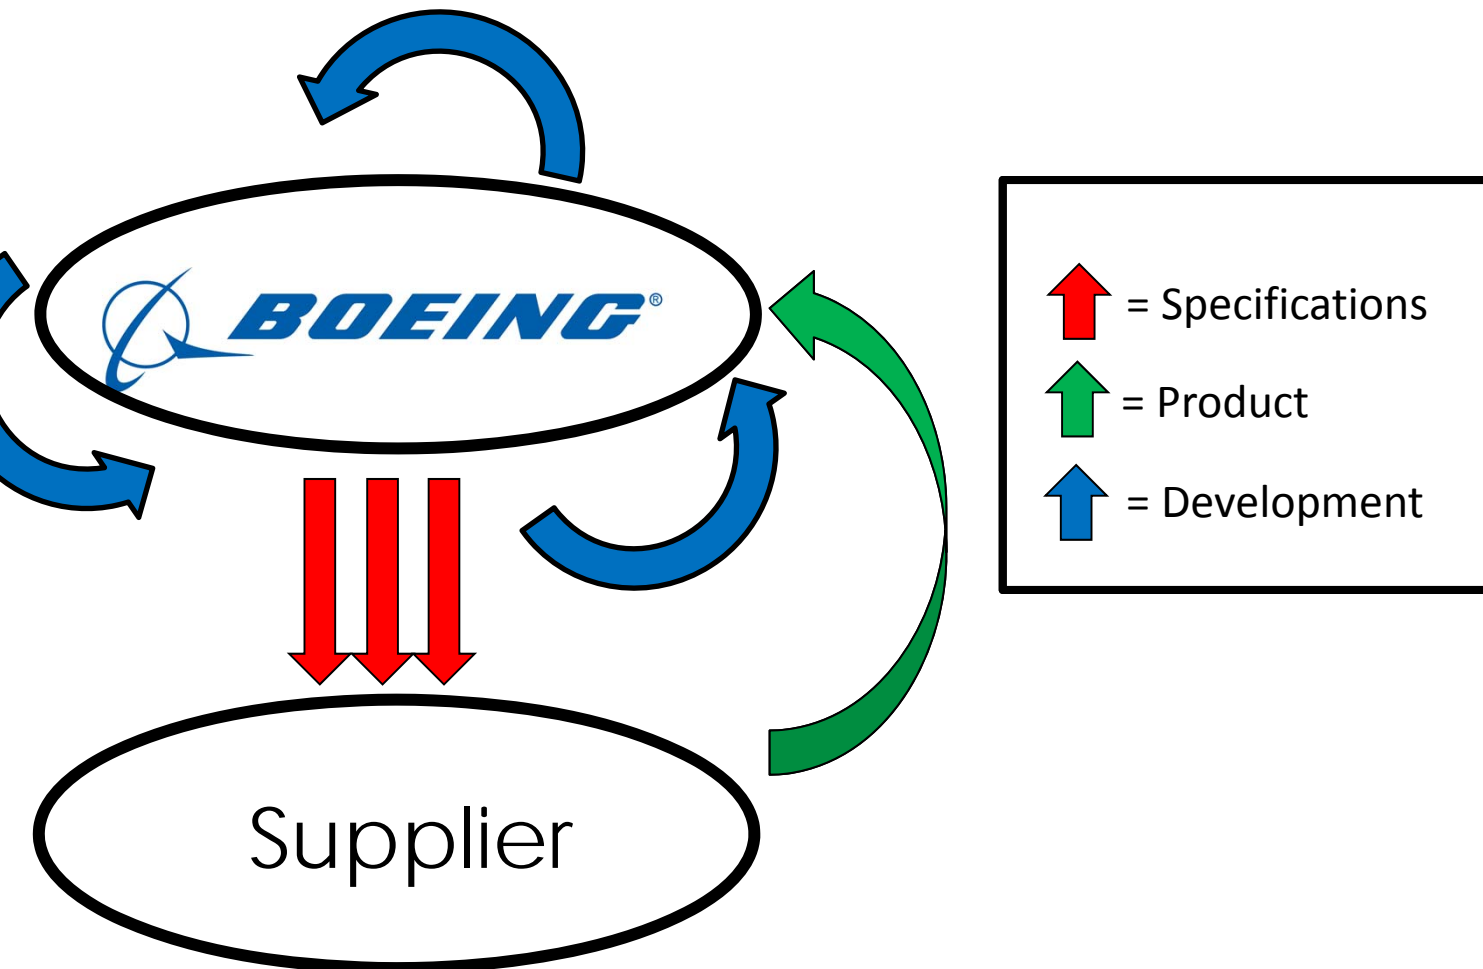 BOEING®
= Specifications
= Product
= Development
Supplier